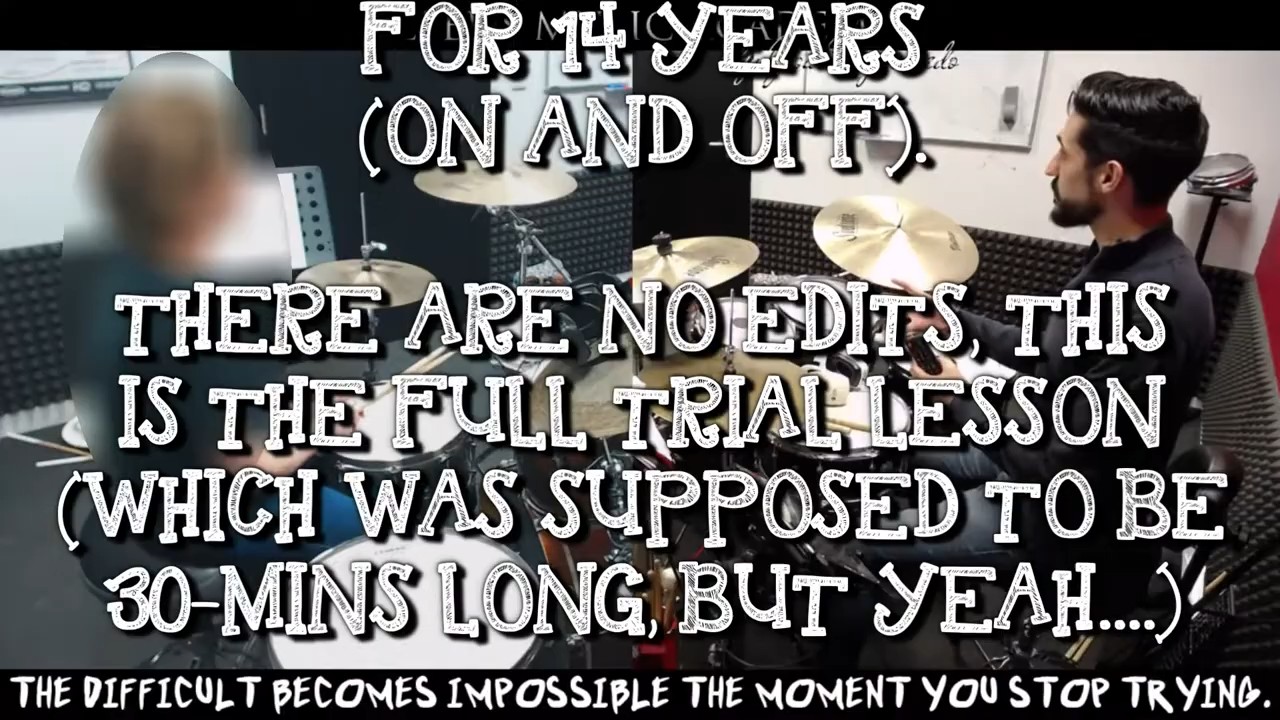 FOR 14 YEARS
(ON AND OFF).
THERE ARE NO EDITS, THIS
IS THE FULL TRIAL LESSON
(WHICH WAS SUPPOSED TO BE
30-MINS LONG, BUT YEAH....)
THE DIFFICULT BECOMES IMPOSSIBLE THE MOMENT YOU STOP TRYING.